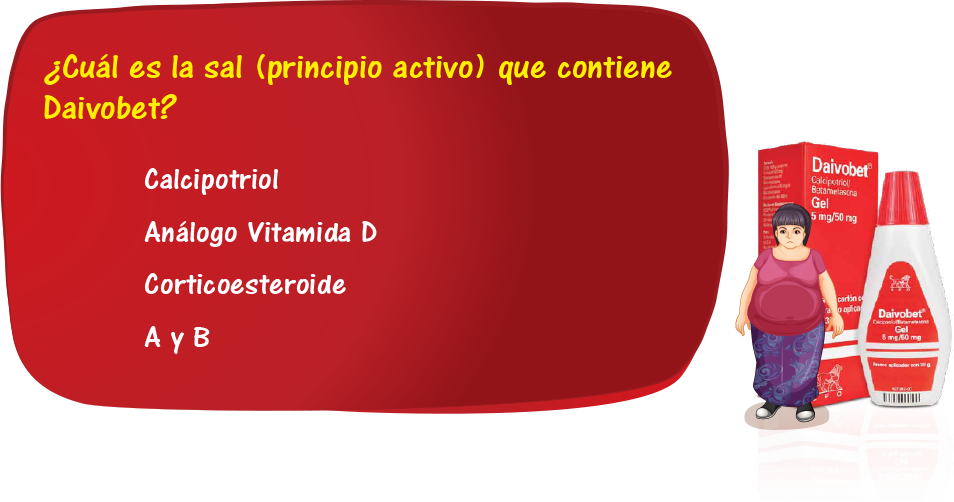 ¿Cuál es la sal (principio activo) que contiene
Daivobet?
Calcipotriol
Análogo Vitamida D
Corticoesteroide
A y B
Daivobet®
Calcipotriol/
Betametasona
Gel
5 mg/50 mg
Daivobet®
Calcipotriol/Betametasona
Gel
5 mg/50 mg